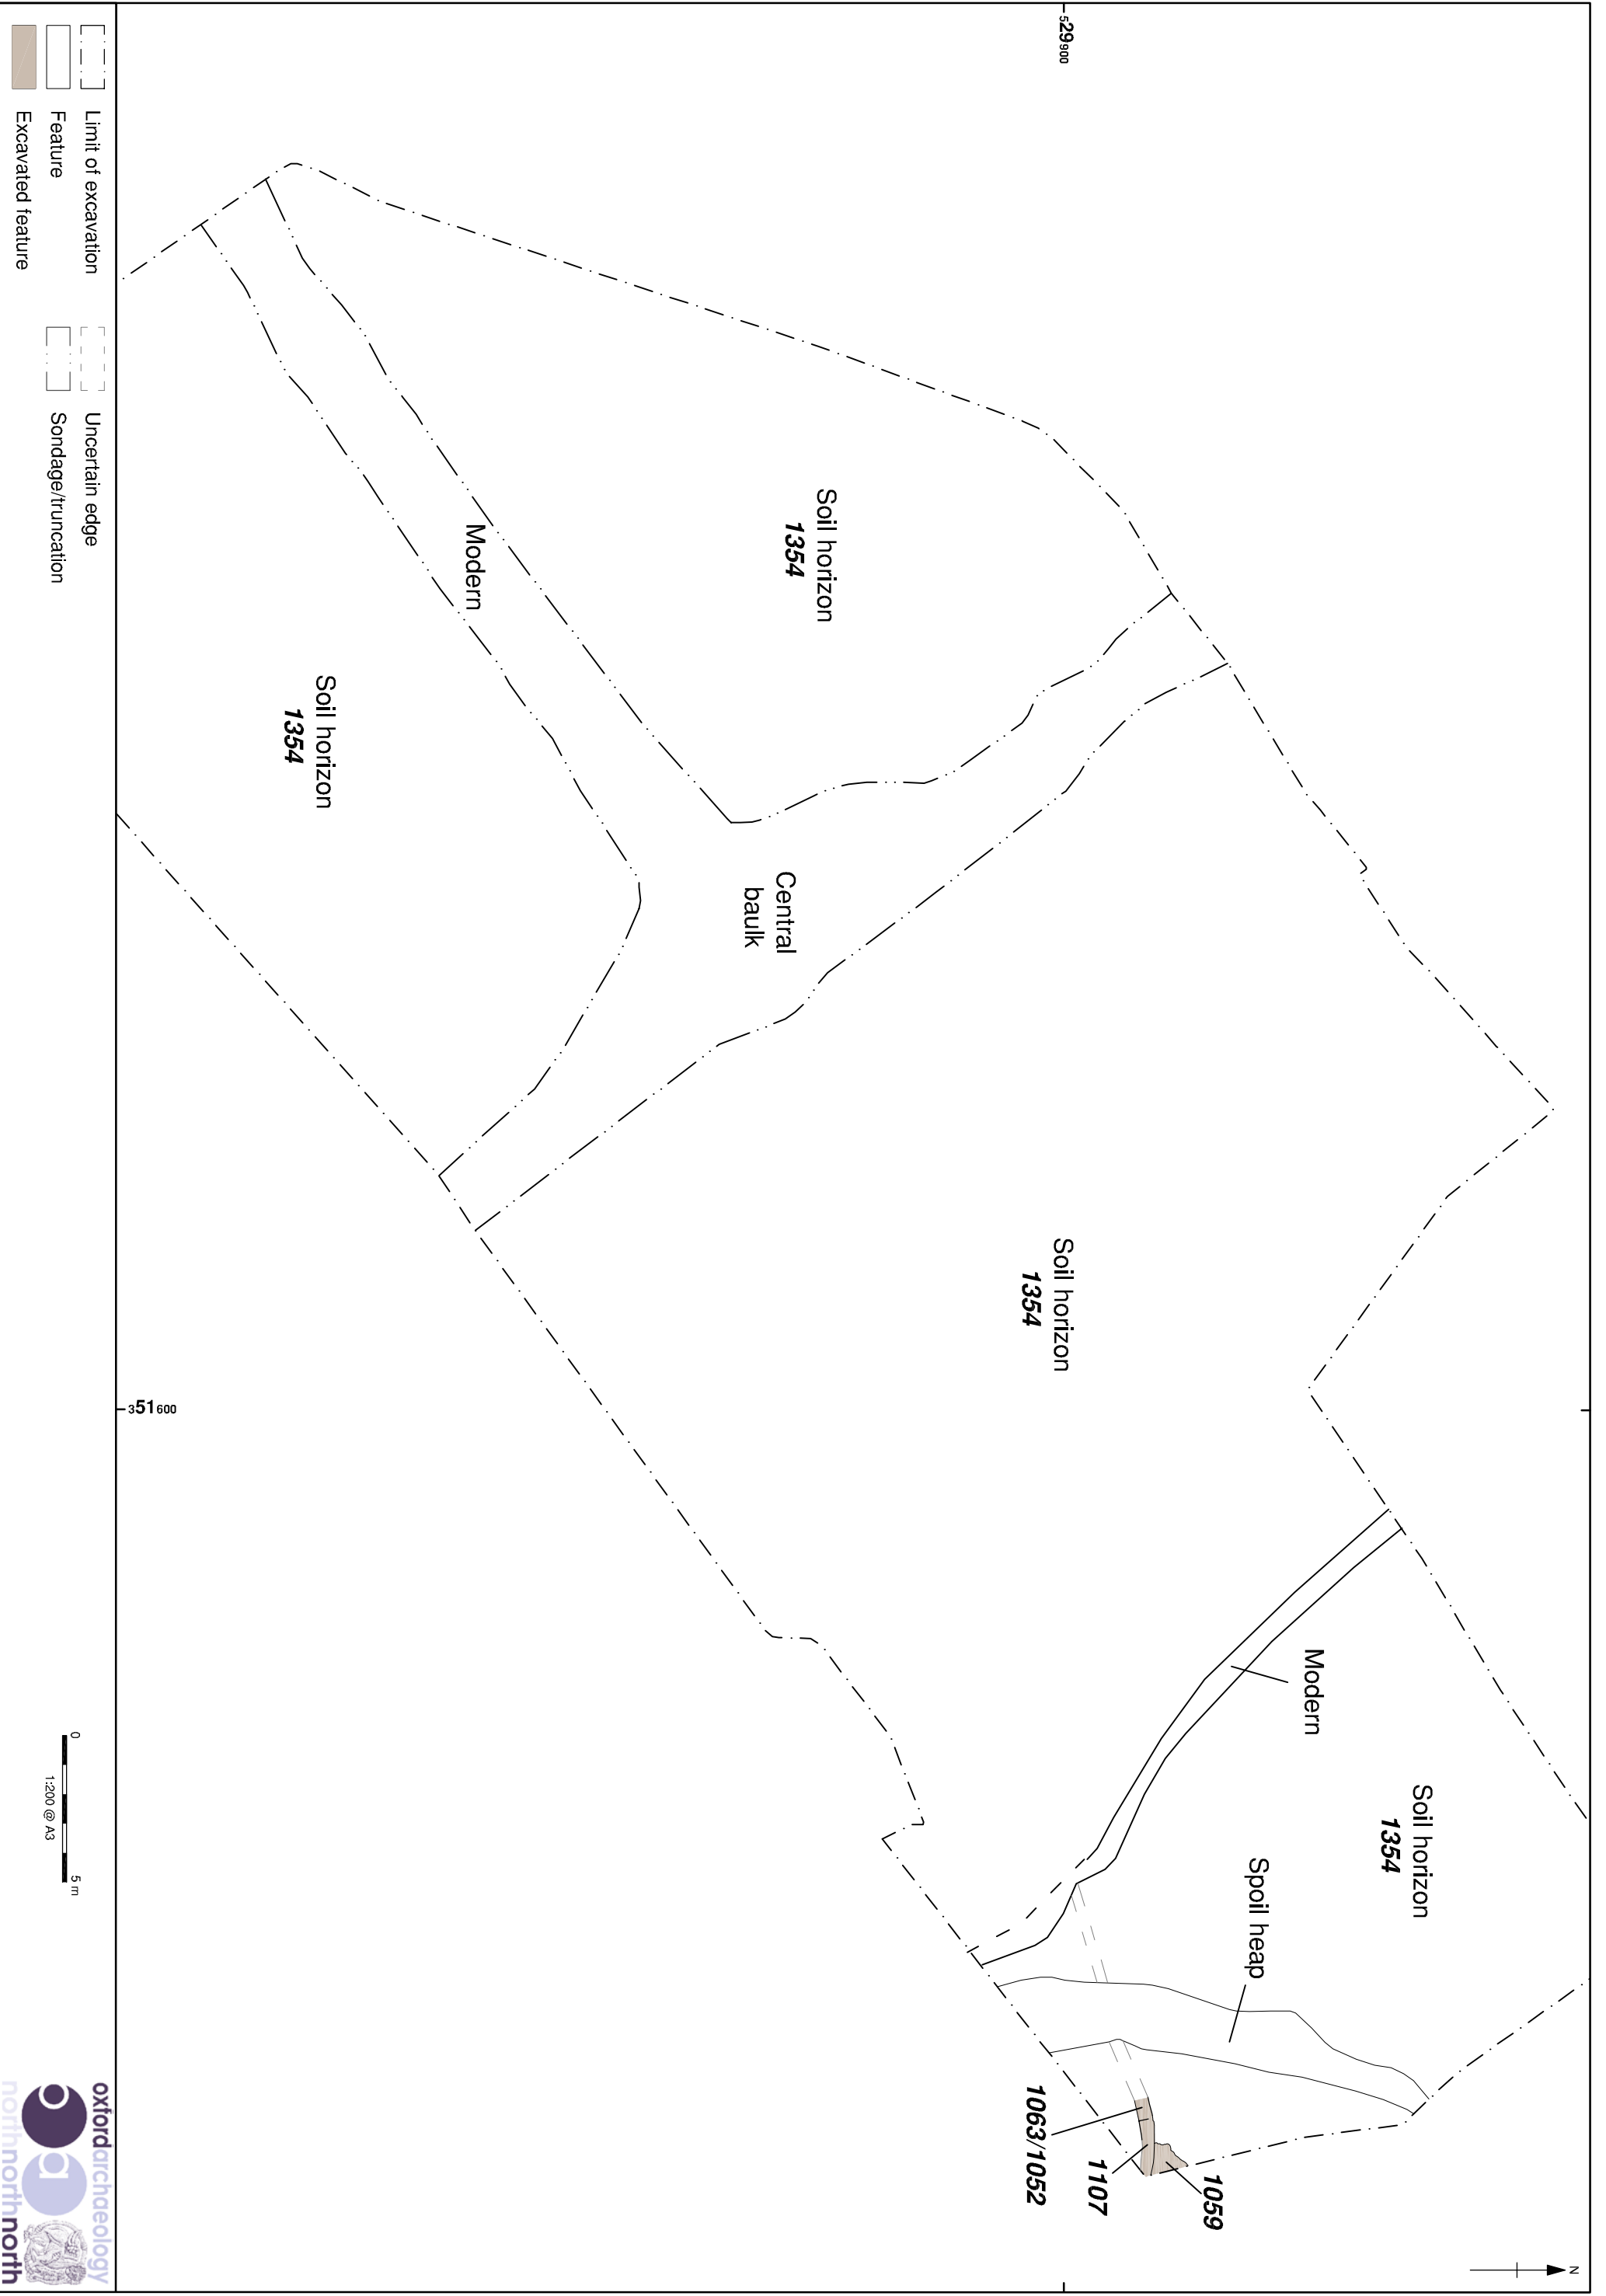 N
529900
Soil horizon
1354
Modern
Soil horizon
1354
Central
baulk
Soil horizon
1354
Modern
Soil horizon
1354
Spoil heap
1059
1107
1063/1052
351600
Limit of excavation
Feature
Excavated feature
Uncertain edge
Sondage/truncation
0
5 m
1:200 @ A3
oxfordarchaeology
northnorthnorth